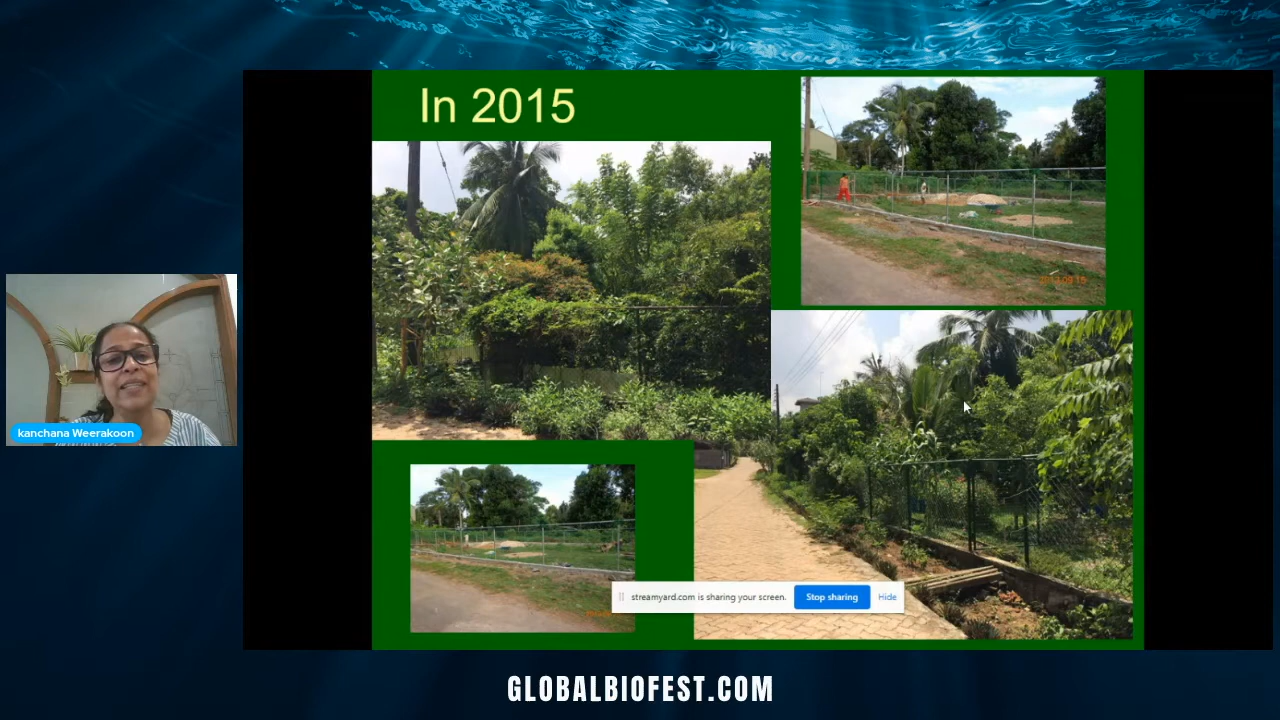 In 2015
kanchana Weerakoon
streamyard.com is sharing your screen.
Stop sharing
Hide
GLOBALBIOFEST.COM